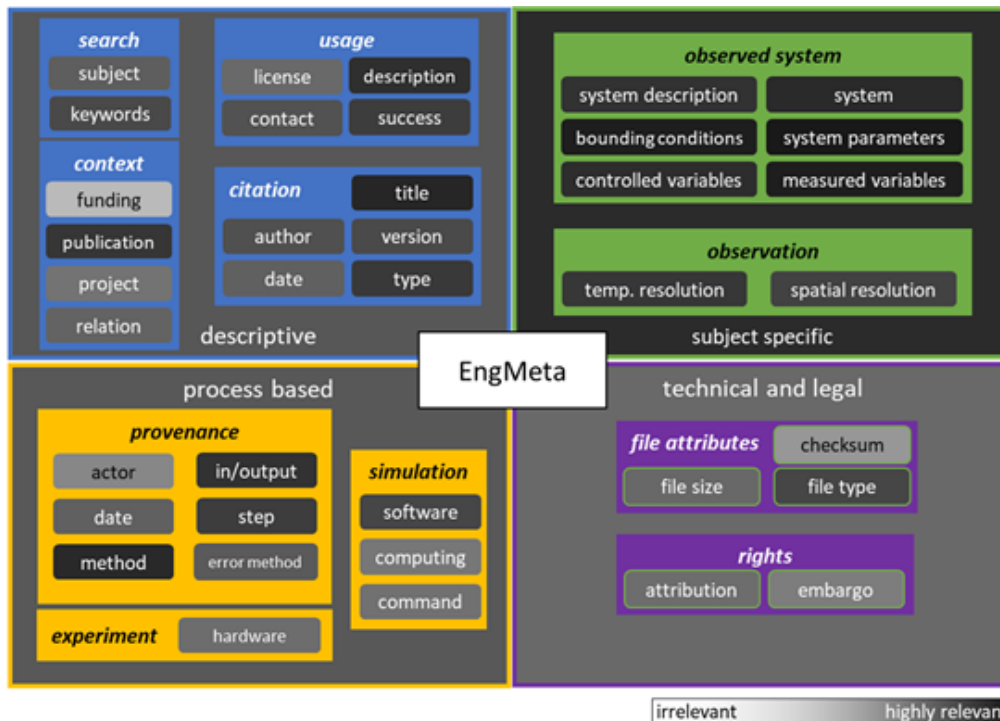 search
subject
keywords
context
funding
publication
project
relation
usage
license
description
contact
success
citation
title
author
version
date
type
descriptive
observed system
system description
system
bounding conditions
system parameters
controlled variables
measured variables
observation
temp. resolution
spatial resolution
subject specific
EngMeta
process based
provenance
actor
in/output
date
step
method
error method
experiment
hardware
simulation
software
computing
command
technical and legal
file attributes
checksum
file size
file type
rights
attribution
embargo
irrelevant
highly relevant